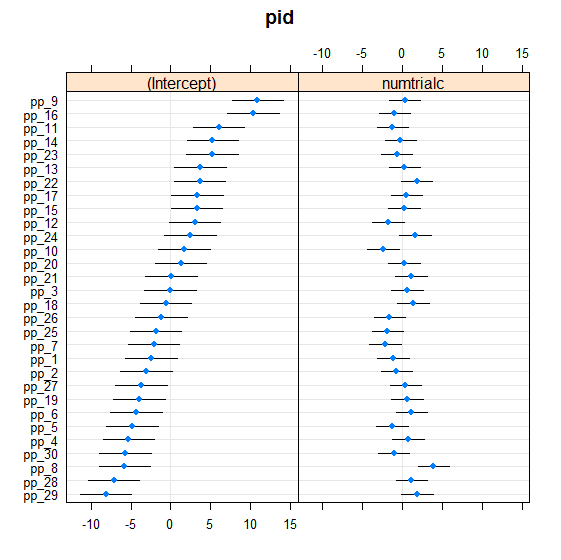 pid
-10 -5 0 5 10 15
(Intercept) numtrialc
pp_9
pp_16
pp_11
pp_14
pp_23
pp_13
pp_22
pp_17
pp_15
pp_12
pp_24
pp_10
pp_20
pp_21
pp_3
pp_18
pp_26
pp_25
pp_7
pp_1
pp_2
pp_27
pp_19
pp_6
pp_5
pp_4
pp_30
pp_8
pp_28
pp_29
-10 -5 0 5 10 15